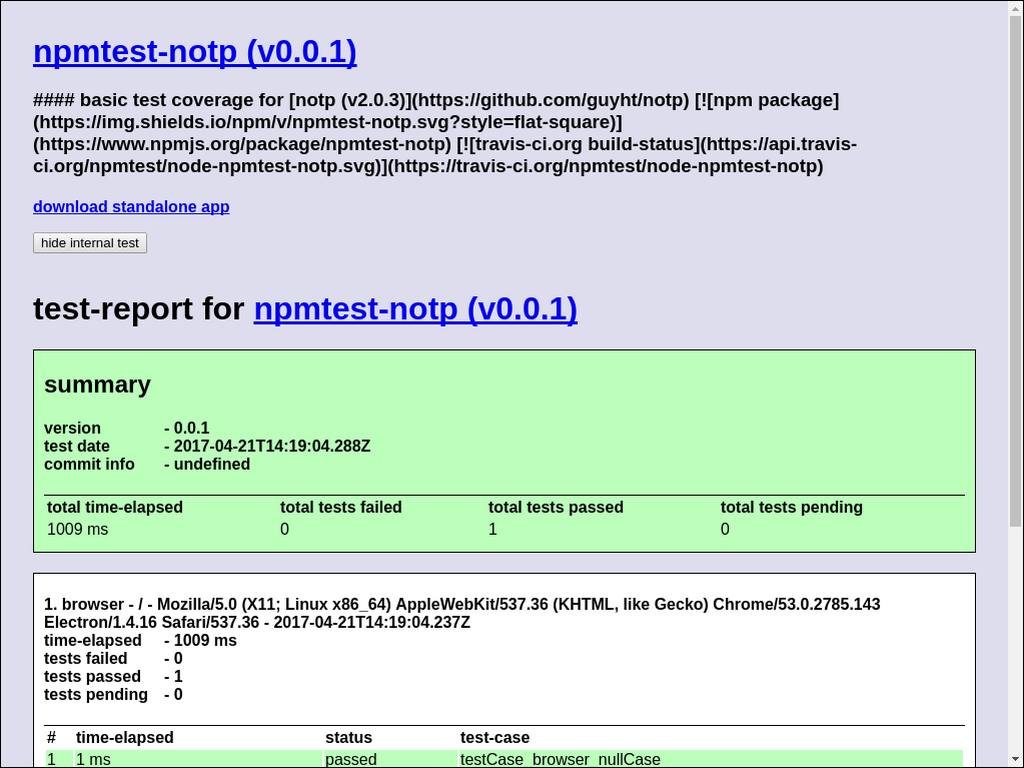 npmtest-notp (v0.0.1)
#### basic test coverage for [notp (v2.0.3)](https://github.com/guyht/notp) [![npm package]
(https://img.shields.io/npm/v/npmtest-notp.svg?style=flat-square)]
(https://www.npmjs.org/package/npmtest-notp) [![travis-ci.org build-status](https://api.travis-
ci.org/npmtest/node-npmtest-notp.svg)](https://travis-ci.org/npmtest/node-npmtest-notp)
download standalone app
hide internal test
test-report for npmtest-notp (v0.0.1)
summary
version - 0.0.1
test date - 2017-04-21T14:19:04.288Z
commit info - undefined
total time-elapsed total tests failed total tests passed total tests pending
1009 ms 0 1 0
1. browser - / - Mozilla/5.0 (X11; Linux x86_64) AppleWebKit/537.36 (KHTML, like Gecko) Chrome/53.0.2785.143
Electron/1.4.16 Safari/537.36 - 2017-04-21T14:19:04.237Z
time-elapsed - 1009 ms
tests failed - 0
tests passed - 1
tests pending - 0
# time-elapsed status test-case
1 1 ms passed testCase_browser_nullCase